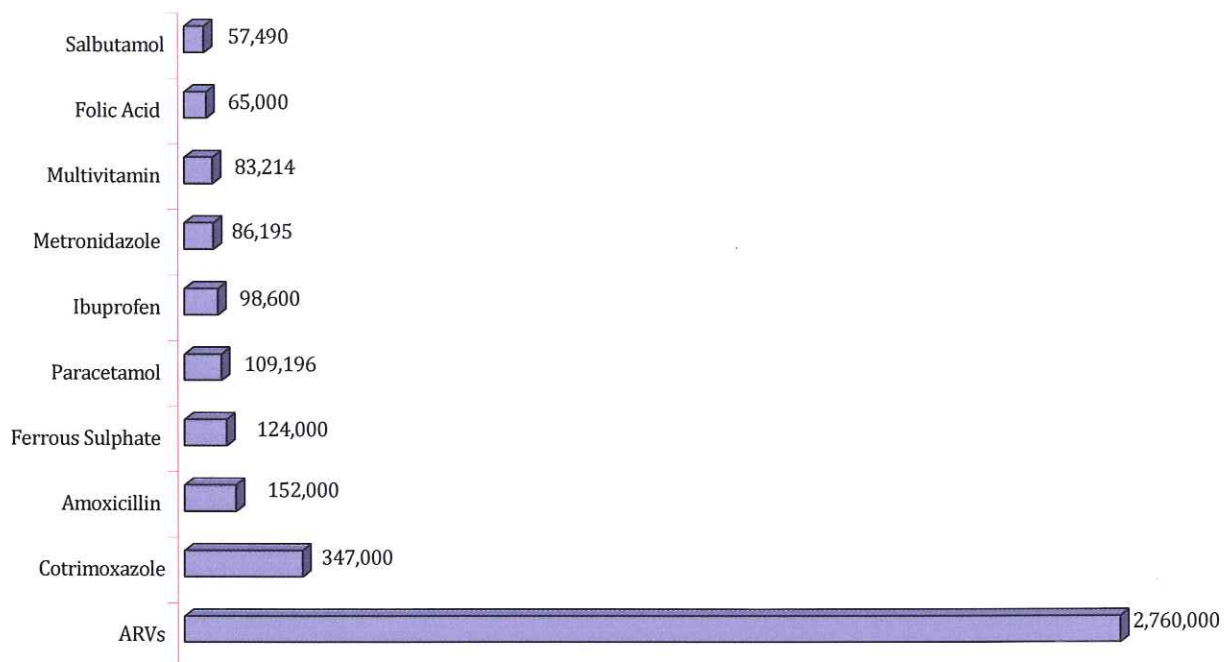 Salbutamol 57,490
Folic Acid 65,000
Multivitamin 83,214
Metronidazole 86,195
Ibuprofen 98,600
Paracetamol 109,196
Ferrous Sulphate 124,000
Amoxicillin 152,000
Cotrimoxazole 347,000
ARVs 2,760,000